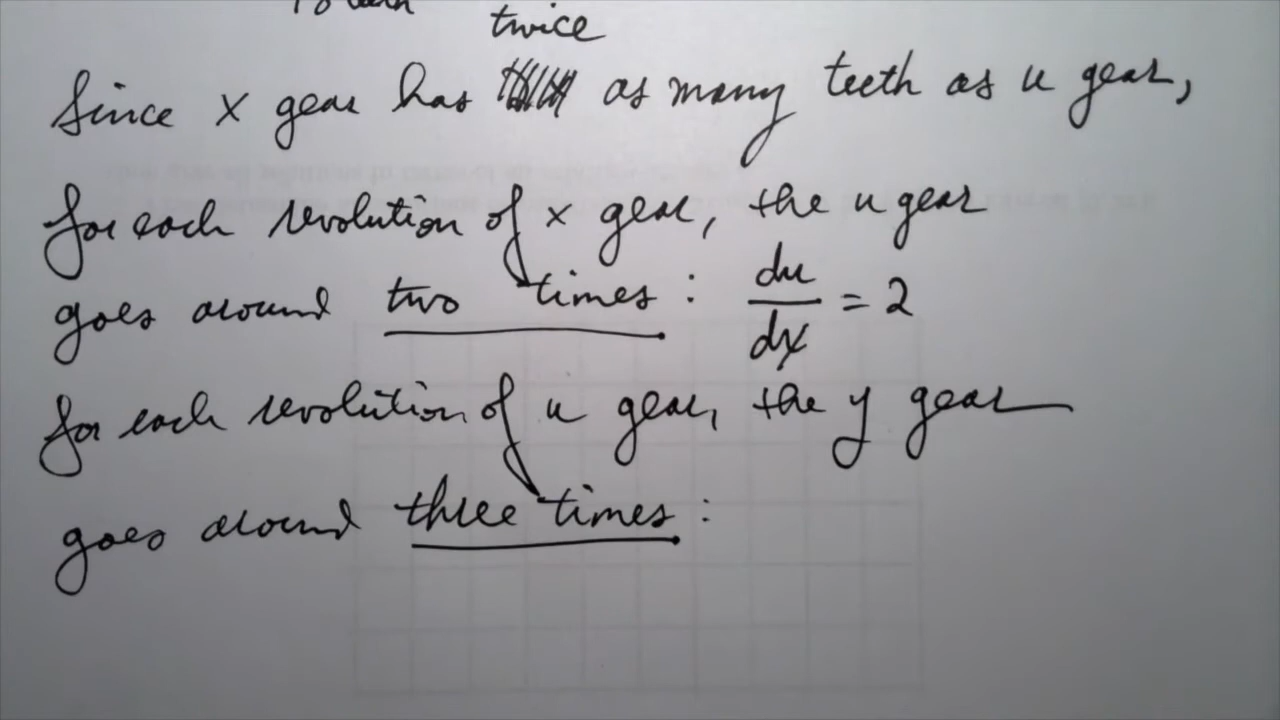 twice
Since x gear has as many teeth as u gear,
for each revolution of x gear, the u gear
goes around two times : du/dx = 2
for each revolution of u gear, the y gear
goes around three times :